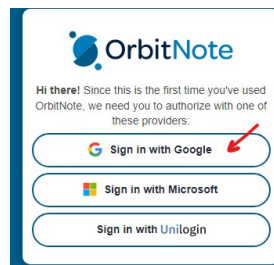 OrbitNote
Hi there! Since this is the first time you've used
OrbitNote, we need you to authorize with one of
these providers:
Sign in with Google
Sign in with Microsoft
Sign in with Unilogin